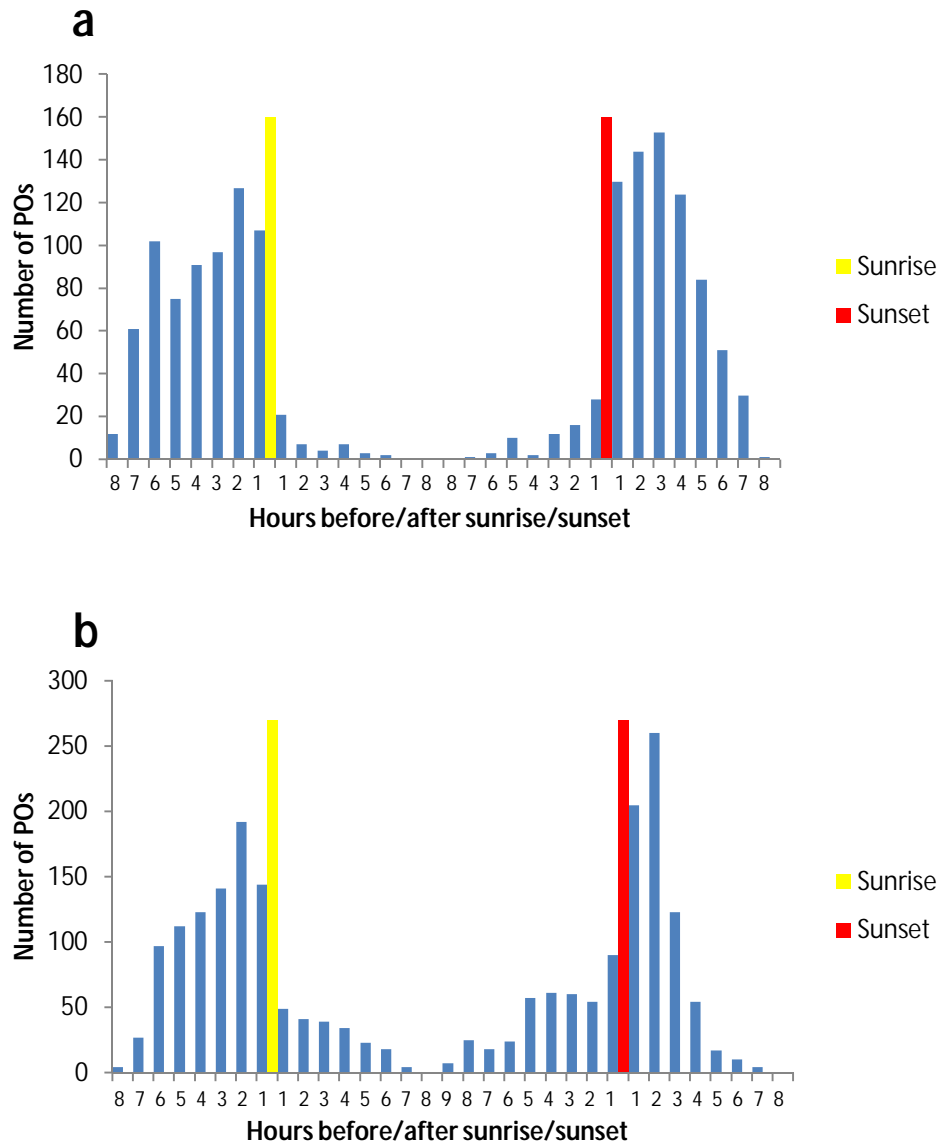 a
180
160
140
120
100
80
60
40
20
0
Number of POs
8 7 6 5 4 3 2 1 1 2 3 4 5 6 7 8 8 7 6 5 4 3 2 1 1 2 3 4 5 6 7 8
Hours before/after sunrise/sunset
Sunrise
Sunset
b
300
250
200
150
100
50
0
Number of POs
8 7 6 5 4 3 2 1 1 2 3 4 5 6 7 8 9 8 7 6 5 4 3 2 1 1 2 3 4 5 6 7 8
Hours before/after sunrise/sunset
Sunrise
Sunset